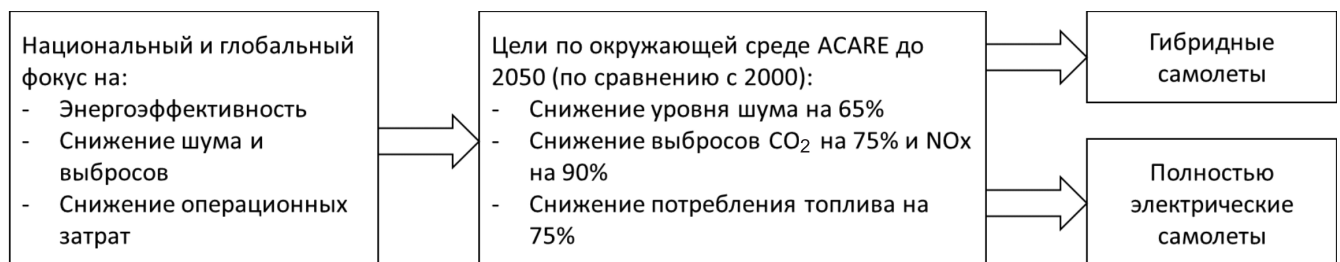 Национальный и глобальный
фокус на:
- Энергоэффективность
- Снижение шума и
выбросов
- Снижение операционных
затрат
Цели по окружающей среде ACARE до
2050 (по сравнению с 2000):
- Снижение уровня шума на 65%
- Снижение выбросов CO₂ на 75% и NOx
на 90%
- Снижение потребления топлива на
75%
Гибридные
самолеты
Полностью
электрические
самолеты